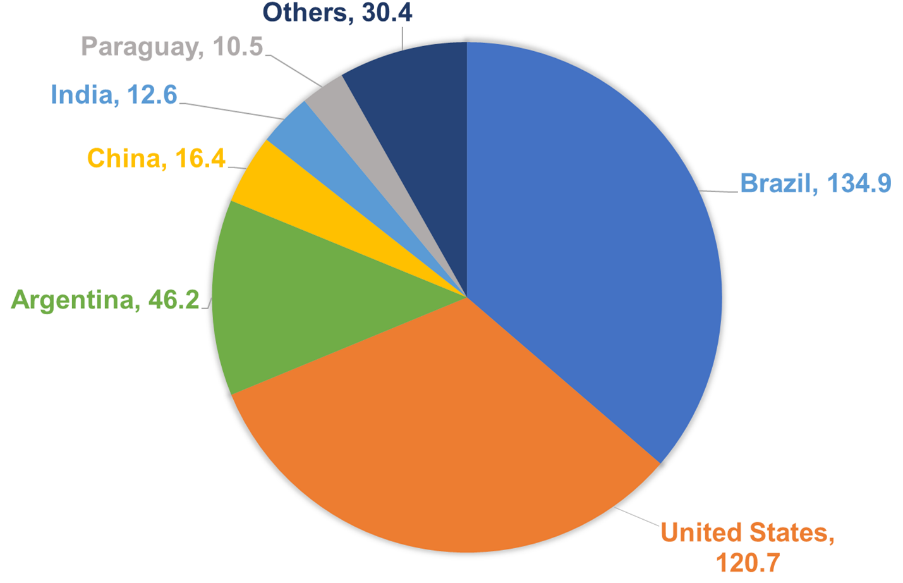 Others, 30.4
Paraguay, 10.5
India, 12.6
China, 16.4
Brazil, 134.9
Argentina, 46.2
United States,
120.7